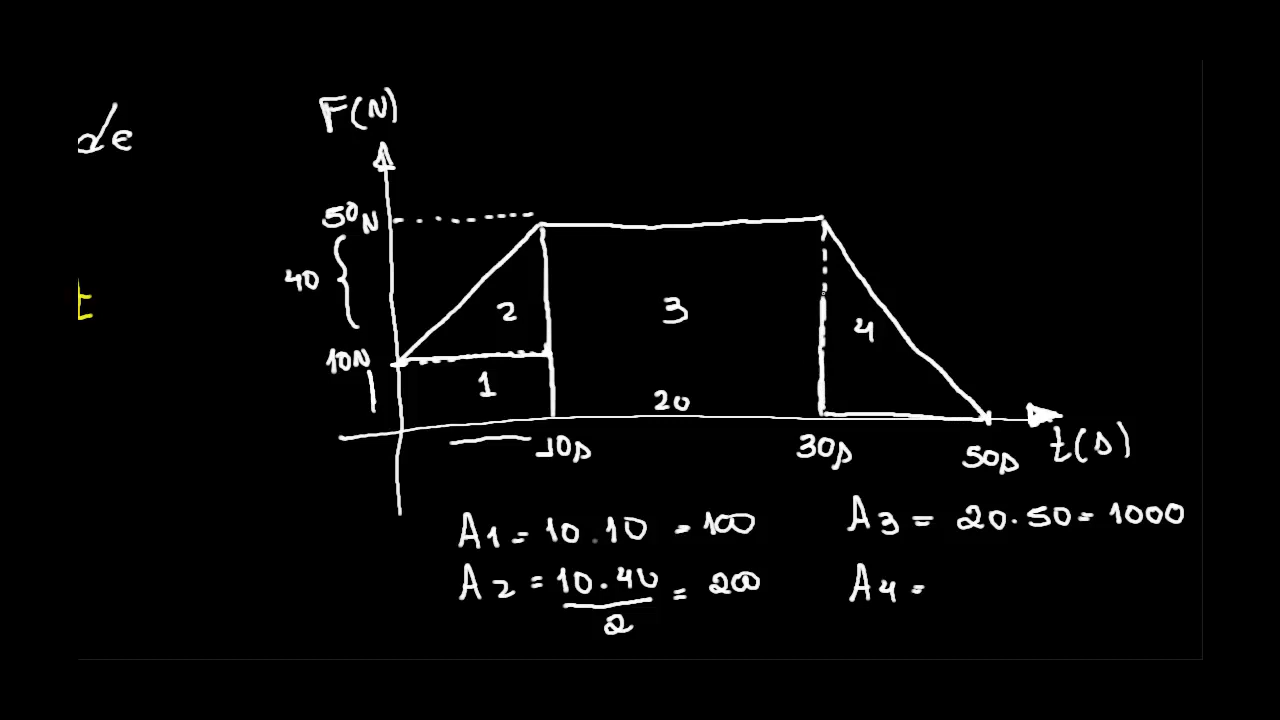 de
F(N)
50N
40
10N
2
3
4
1
20
10s
30s
50s
t(s)
t
A1 = 10.10 = 100
A2 = 10.40 = 200
2
A3 = 20.50 = 1000
A4 =